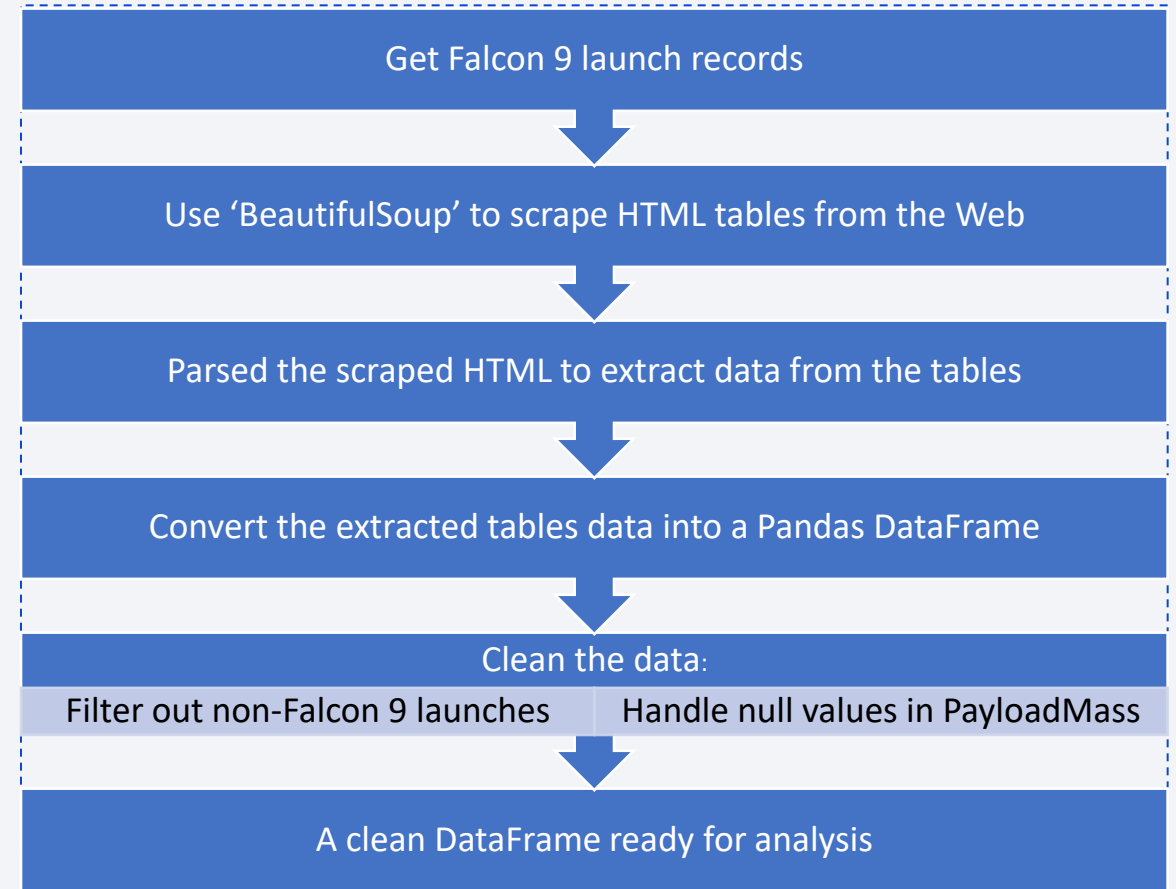 Get Falcon 9 launch records
Use ‘BeautifulSoup’ to scrape HTML tables from the Web
Parsed the scraped HTML to extract data from the tables
Convert the extracted tables data into a Pandas DataFrame
Clean the data:
Filter out non-Falcon 9 launches
Handle null values in PayloadMass
A clean DataFrame ready for analysis